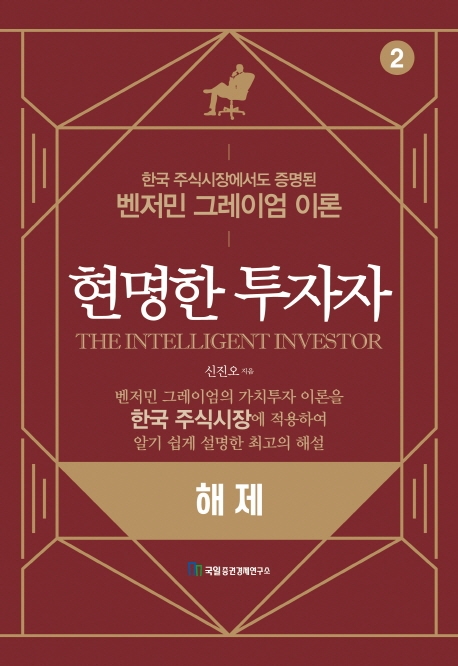 2
한국 주식시장에서도 증명된
벤저민 그레이엄 이론
현명한 투자자
THE INTELLIGENT INVESTOR
신진오 지음
벤저민 그레이엄의 가치투자 이론을
한국 주식시장에 적용하여
알기 쉽게 설명한 최고의 해설
해제
국일증권경제연구소